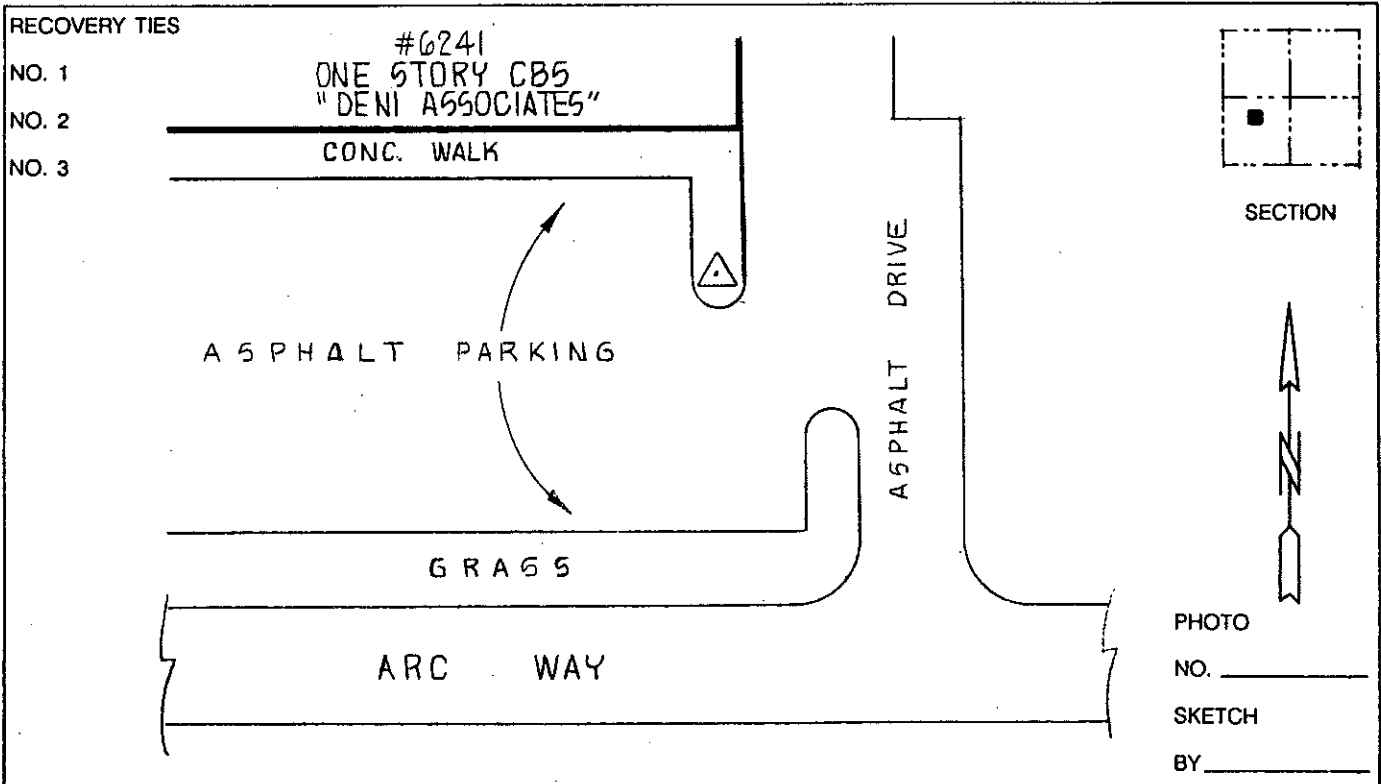 RECOVERY TIES
NO. 1
NO. 2
NO. 3
#6241
ONE STORY CBS
"DENI ASSOCIATES"
CONC. WALK
ASPHALT PARKING
ASPHALT DRIVE
GRASS
ARC WAY
SECTION
N
PHOTO
NO.
SKETCH
BY